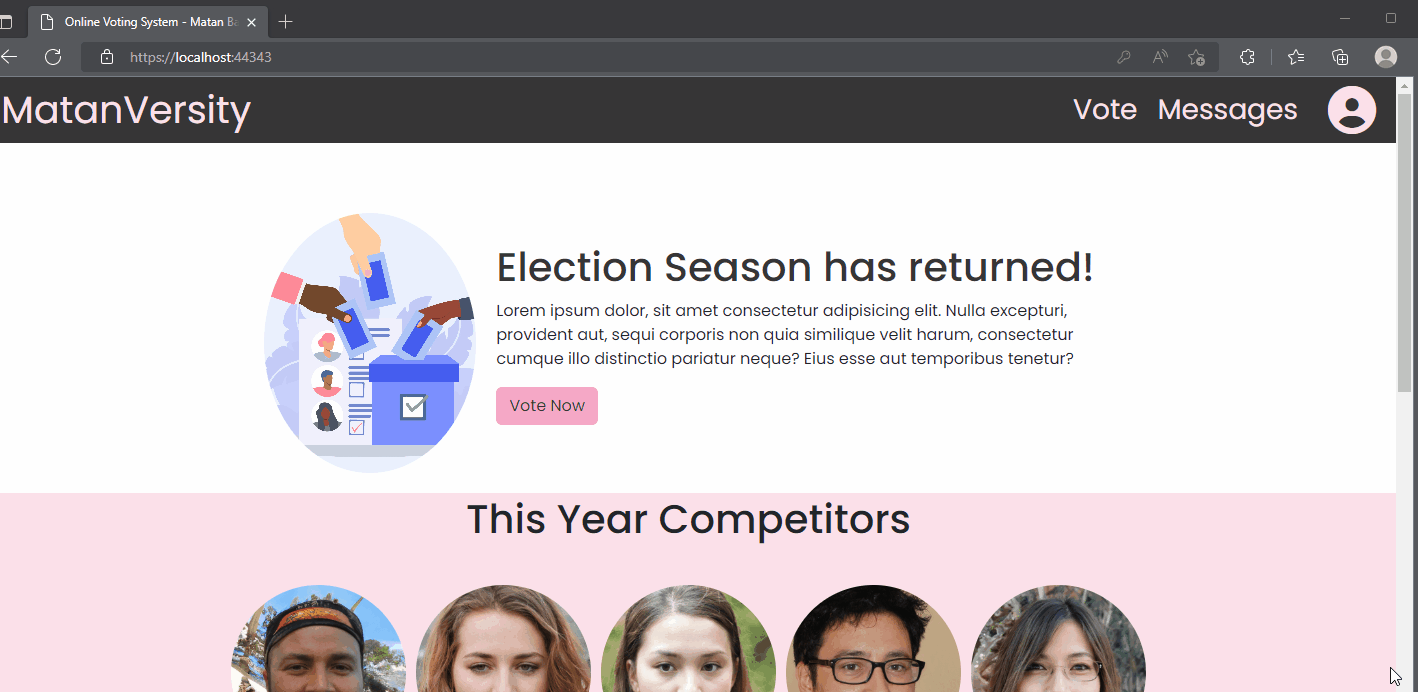 Online Voting System - Matan
https://localhost:44343
MatanVersity
Vote Messages
Election Season has returned!
Lorem ipsum dolor, sit amet consectetur adipisicing elit. Nulla excepturi,
provident aut, sequi corporis non quia similique velit harum, consectetur
cumque illo distinctio pariatur neque? Eius esse aut temporibus tenetur?
Vote Now
This Year Competitors